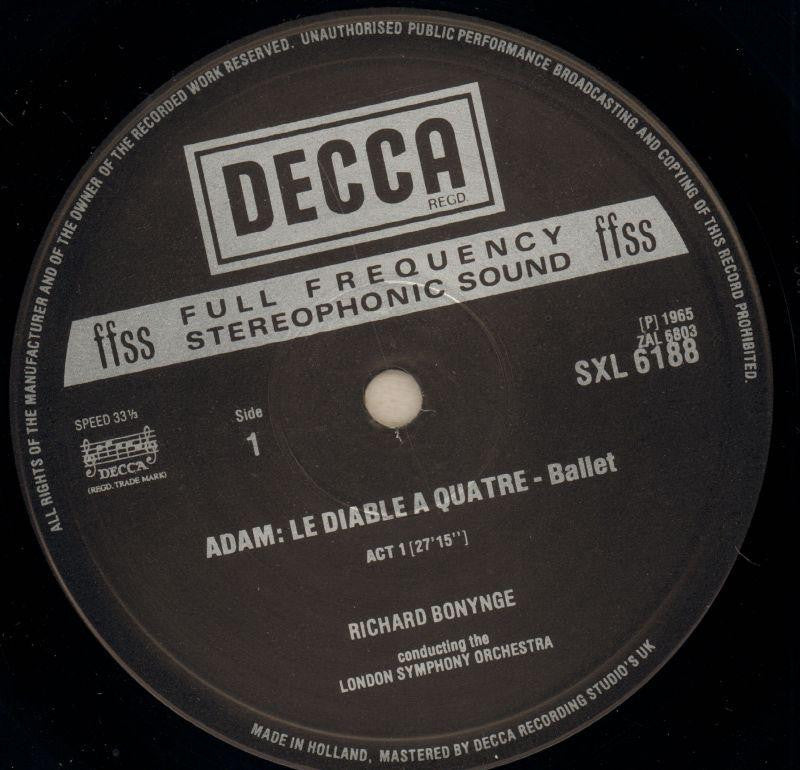 ALL RIGHTS OF THE MANUFACTURER AND OF THE OWNER OF THE RECORDED WORK RESERVED. UNAUTHORISED PUBLIC PERFORMANCE BROADCASTING AND COPYING OF THIS RECORD PROHIBITED.
DECCA
REGD.
ffss FULL FREQUENCY ffss
STEREOPHONIC SOUND
[P] 1965
ZAL 6803
SXL 6188
SPEED 33⅓
DECCA
(REGD. TRADE MARK)
Side
1
ADAM: LE DIABLE A QUATRE - Ballet
ACT 1 [27'15'']
RICHARD BONYNGE
conducting the
LONDON SYMPHONY ORCHESTRA
MADE IN HOLLAND, MASTERED BY DECCA RECORDING STUDIO'S UK